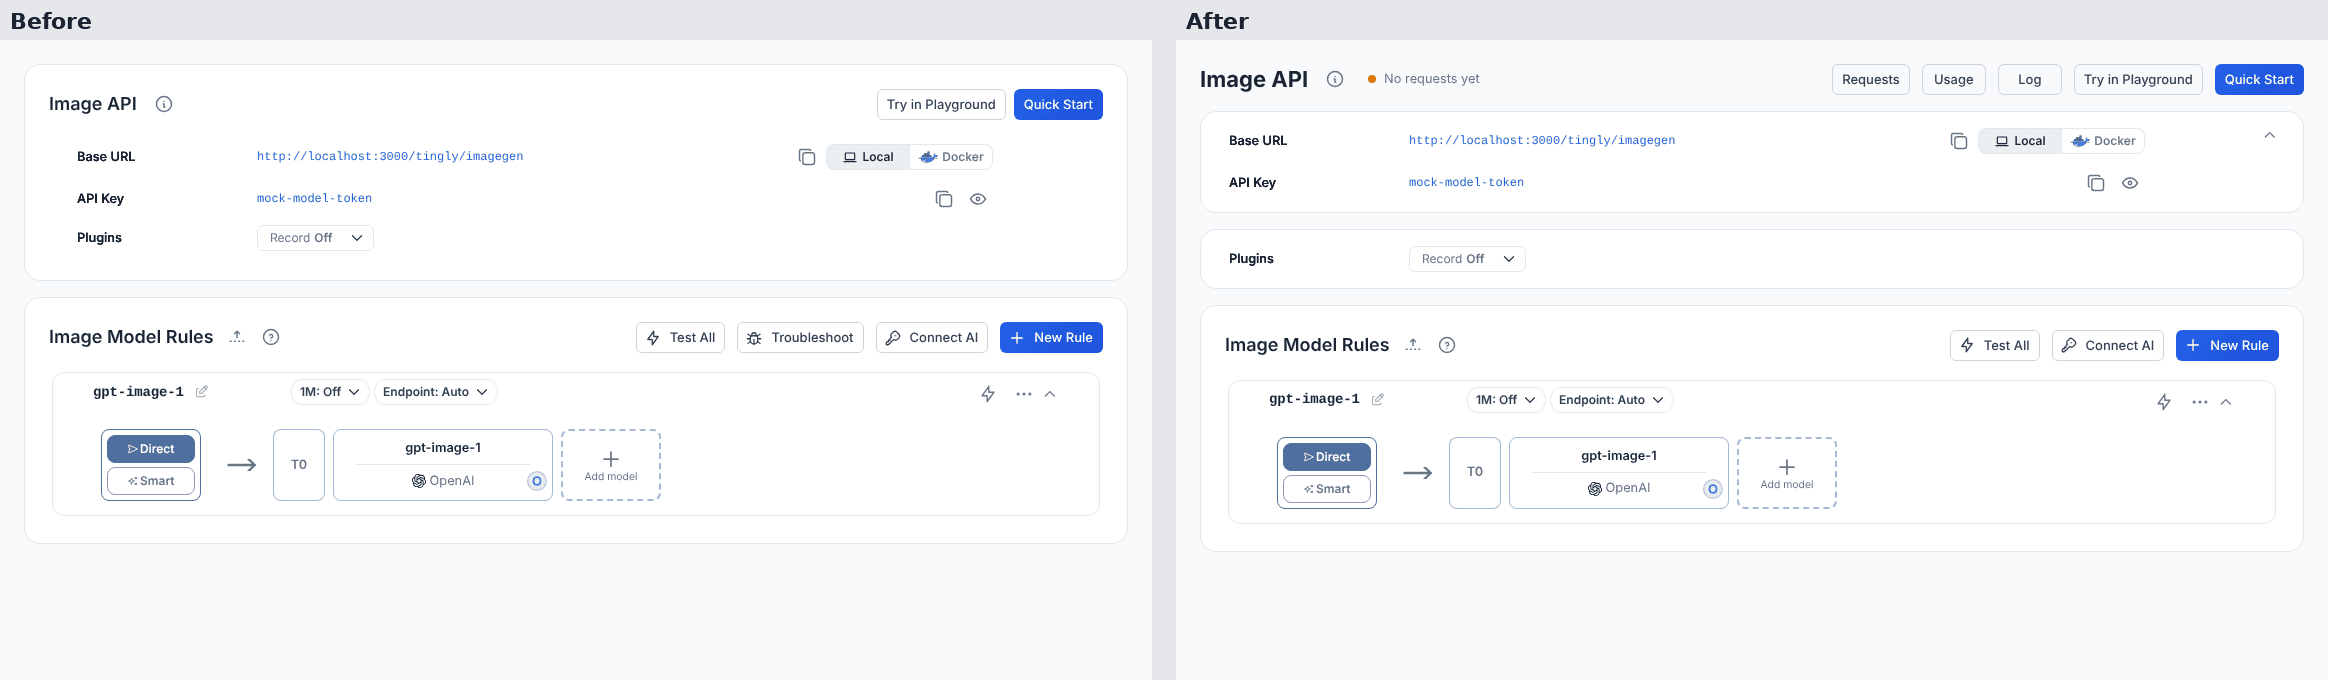 Before
Image API
Try in Playground
Quick Start
Base URL
http://localhost:3000/tingly/imagegen
Local
Docker
API Key
mock-model-token
Plugins
Record Off
Image Model Rules
Test All
Troubleshoot
Connect AI
New Rule
gpt-image-1
1M: Off
Endpoint: Auto
Direct
Smart
T0
gpt-image-1
OpenAI
O
Add model
After
Image API
No requests yet
Requests
Usage
Log
Try in Playground
Quick Start
Base URL
http://localhost:3000/tingly/imagegen
Local
Docker
API Key
mock-model-token
Plugins
Record Off
Image Model Rules
Test All
Connect AI
New Rule
gpt-image-1
1M: Off
Endpoint: Auto
Direct
Smart
T0
gpt-image-1
OpenAI
O
Add model